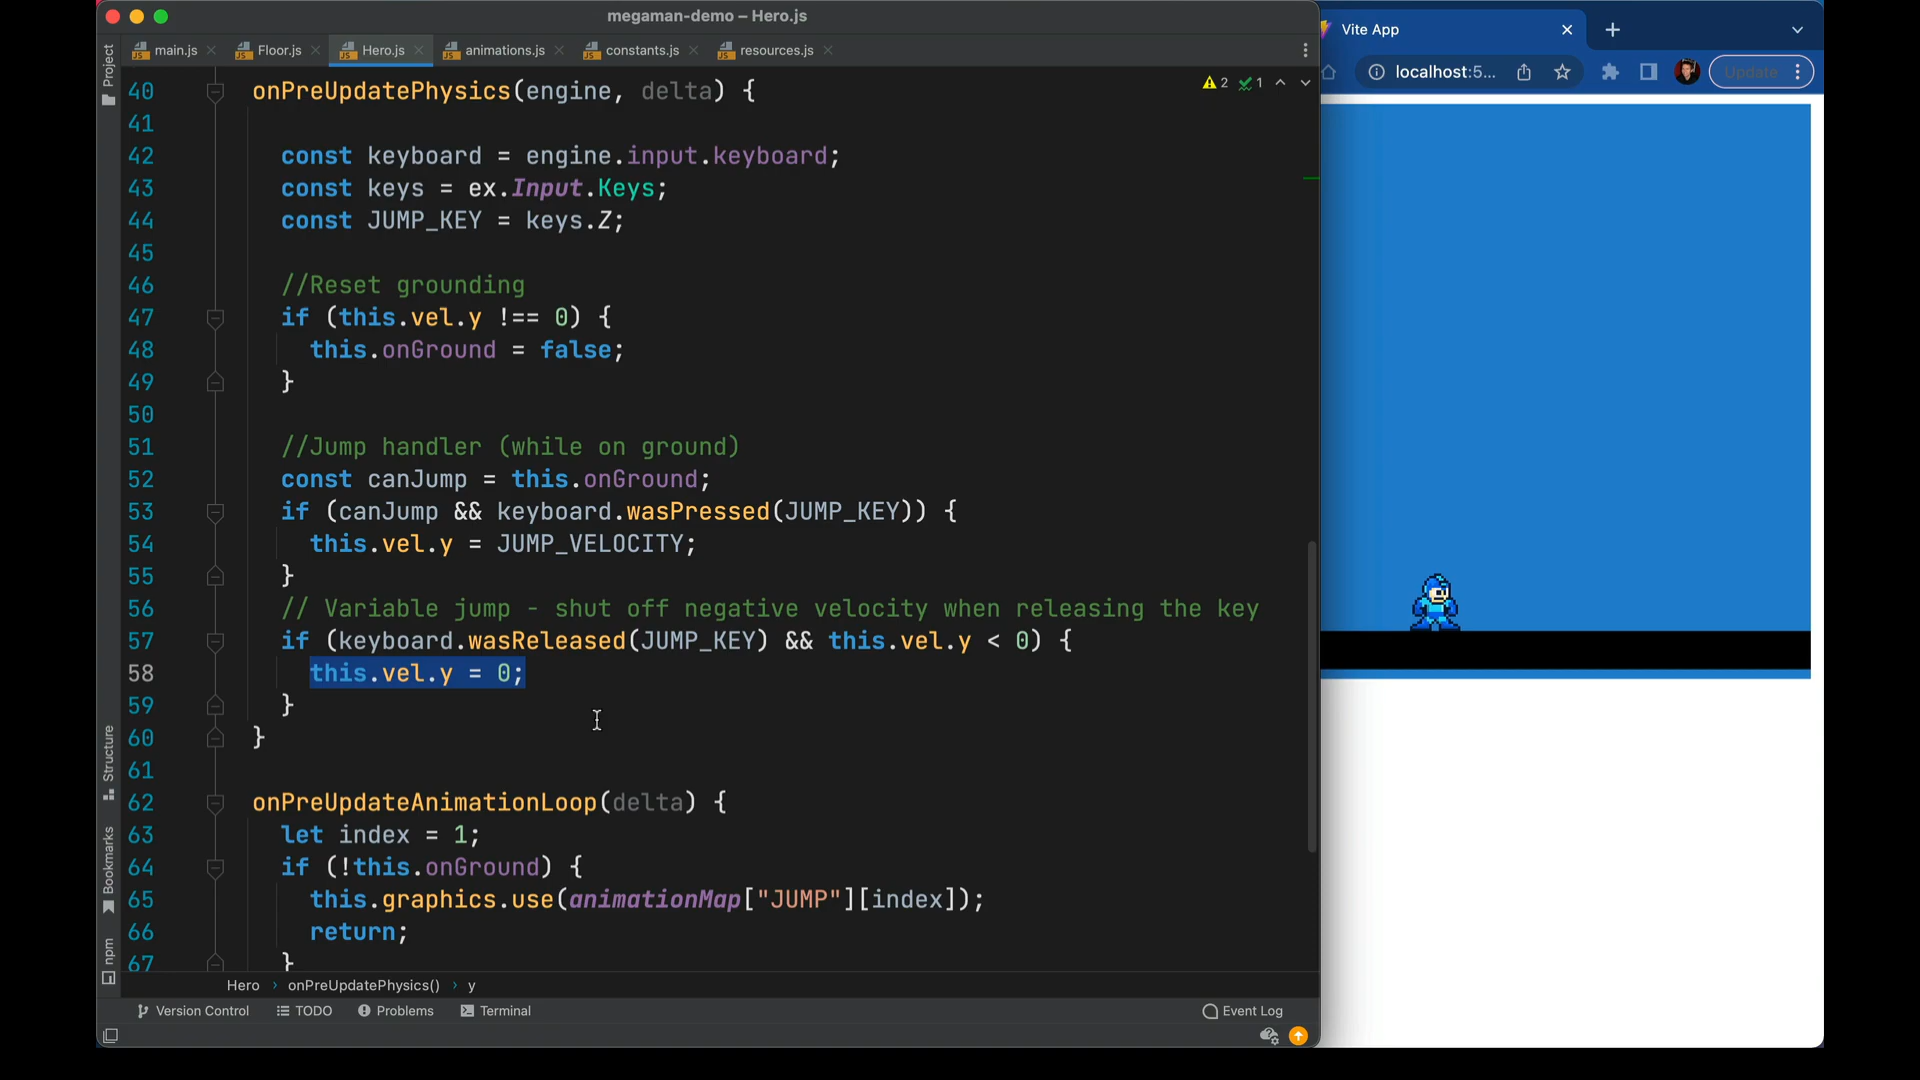 megaman-demo – Hero.js
main.js
Floor.js
Hero.js
animations.js
constants.js
resources.js
Vite App
localhost:5...
Update
Project
Structure
Bookmarks
npm
2 1
40 onPreUpdatePhysics(engine, delta) {
41
42 const keyboard = engine.input.keyboard;
43 const keys = ex.Input.Keys;
44 const JUMP_KEY = keys.Z;
45
46 //Reset grounding
47 if (this.vel.y !== 0) {
48 this.onGround = false;
49 }
50
51 //Jump handler (while on ground)
52 const canJump = this.onGround;
53 if (canJump && keyboard.wasPressed(JUMP_KEY)) {
54 this.vel.y = JUMP_VELOCITY;
55 }
56 // Variable jump - shut off negative velocity when releasing the key
57 if (keyboard.wasReleased(JUMP_KEY) && this.vel.y < 0) {
58 this.vel.y = 0;
59 }
60 }
61
62 onPreUpdateAnimationLoop(delta) {
63 let index = 1;
64 if (!this.onGround) {
65 this.graphics.use(animationMap["JUMP"][index]);
66 return;
67 }
Hero › onPreUpdatePhysics() › y
Version Control TODO Problems Terminal Event Log